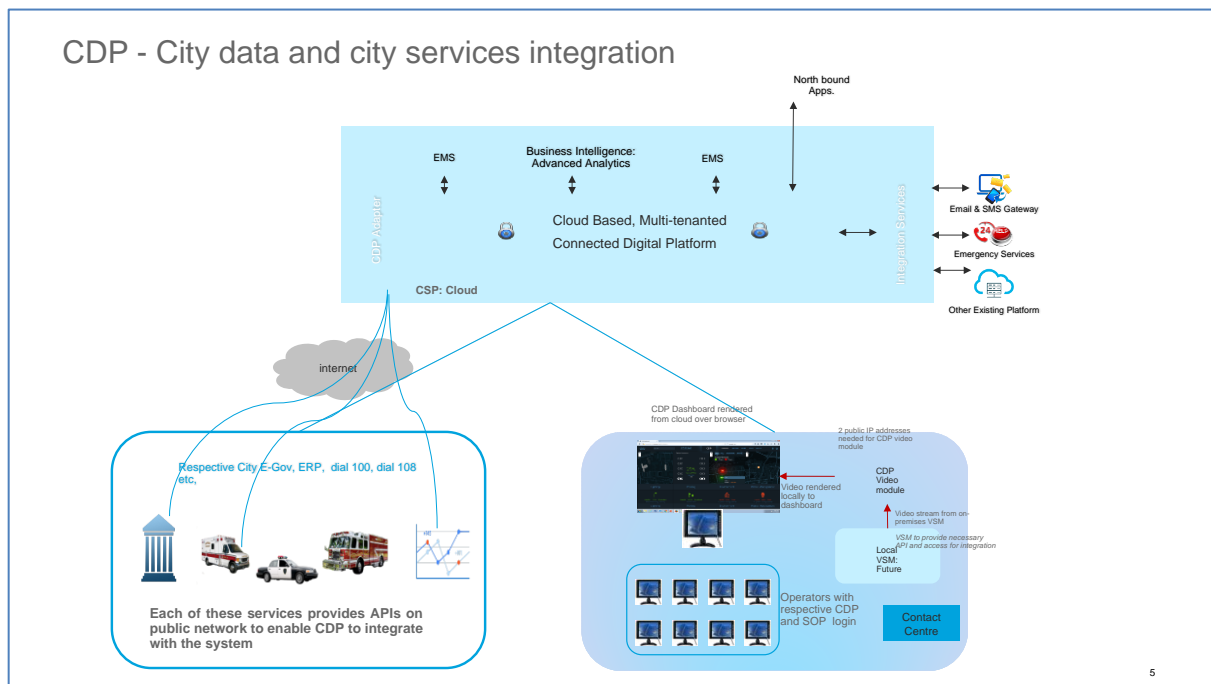 CDP - City data and city services integration
North bound
Apps.
EMS
Business Intelligence:
Advanced Analytics
EMS
CDP Adapter
Cloud Based, Multi-tenanted
Connected Digital Platform
Integration Services
CSP: Cloud
Email & SMS Gateway
24
HELP
Emergency Services
Other Existing Platform
internet
Respective City E-Gov, ERP, dial 100, dial 108
etc,
Each of these services provides APIs on
public network to enable CDP to integrate
with the system
CDP Dashboard rendered
from cloud over browser
2 public IP addresses
needed for CDP video
module
CDP
Video
module
Video rendered
locally to
dashboard
Video stream from on-
premises VSM
VSM to provide necessary
API and access for integration
Local
VSM:
Future
Operators with
respective CDP
and SOP login
Contact
Centre
5